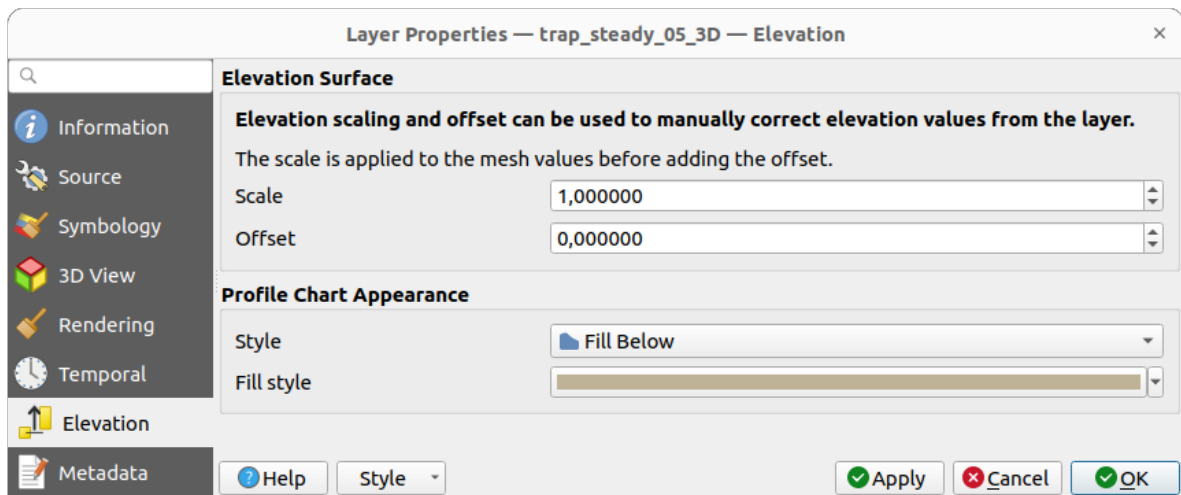 Layer Properties — trap_steady_05_3D — Elevation
Information
Source
Symbology
3D View
Rendering
Temporal
Elevation
Metadata
Elevation Surface
Elevation scaling and offset can be used to manually correct elevation values from the layer.
The scale is applied to the mesh values before adding the offset.
Scale 1,000000
Offset 0,000000
Profile Chart Appearance
Style Fill Below
Fill style
Help Style Apply Cancel OK